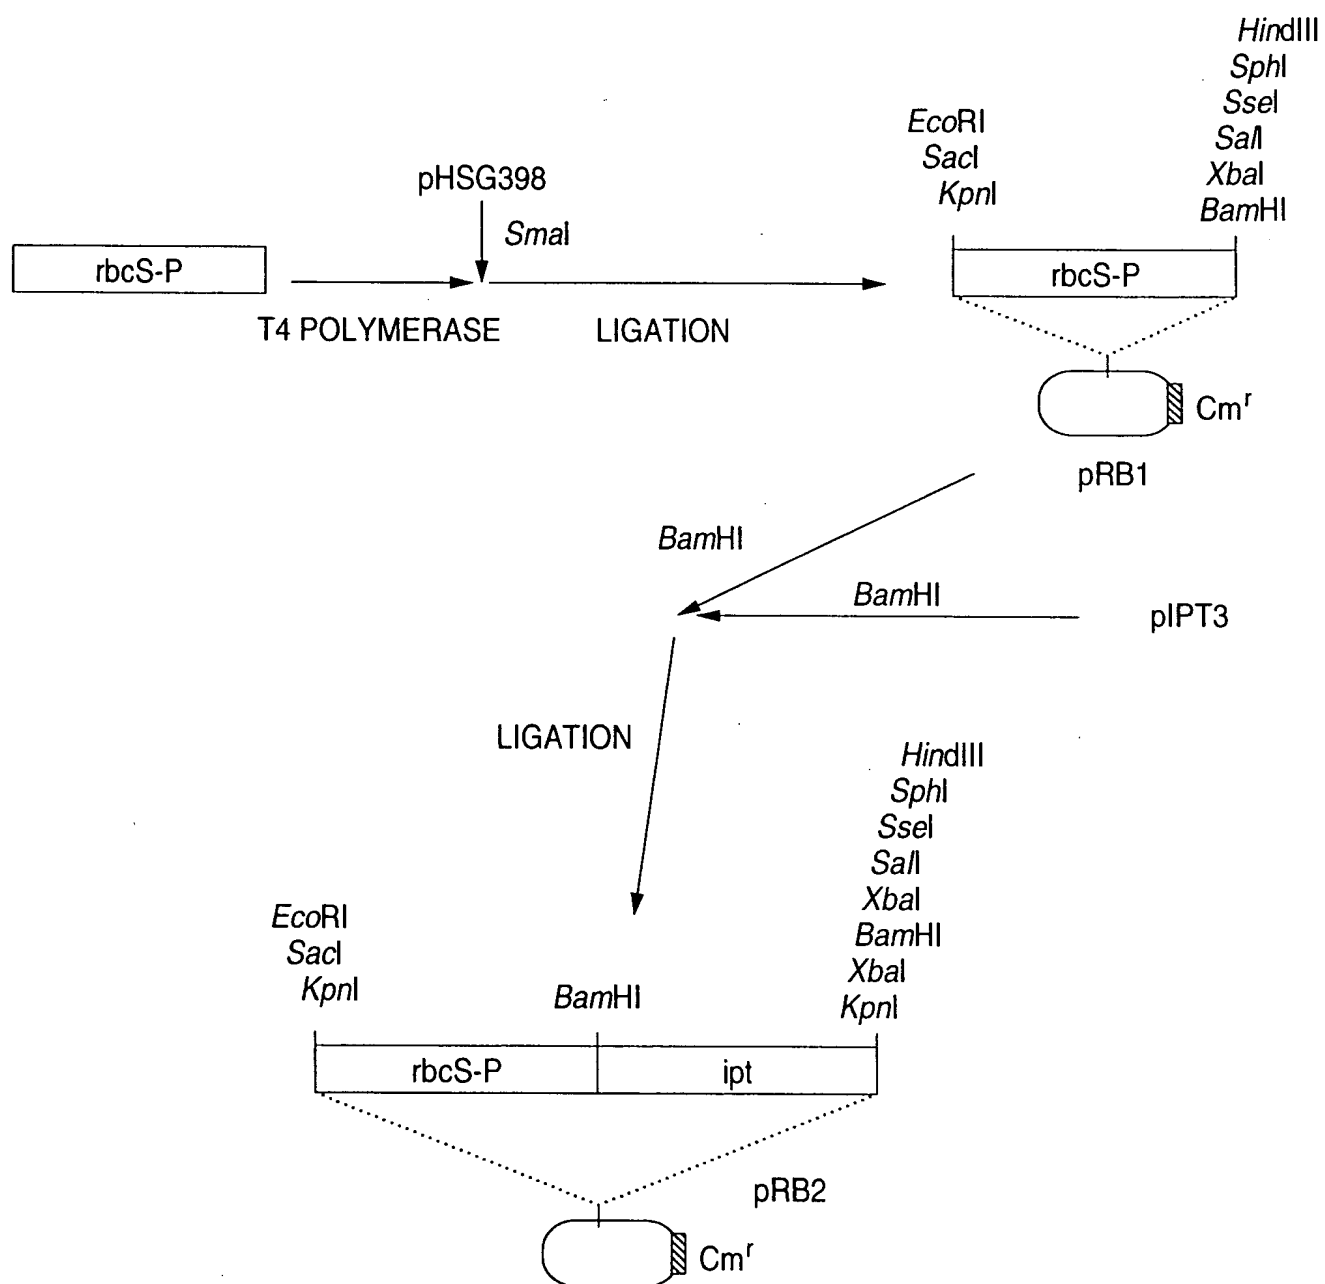 HindIII
SphI
SseI
SalI
XbaI
BamHI
EcoRI
SacI
KpnI
pHSG398
SmaI
rbcS-P
T4 POLYMERASE
LIGATION
rbcS-P
Cmr
pRB1
BamHI
BamHI
pIPT3
LIGATION
HindIII
SphI
SseI
SalI
XbaI
BamHI
XbaI
KpnI
EcoRI
SacI
KpnI
BamHI
rbcS-P
ipt
pRB2
Cmr